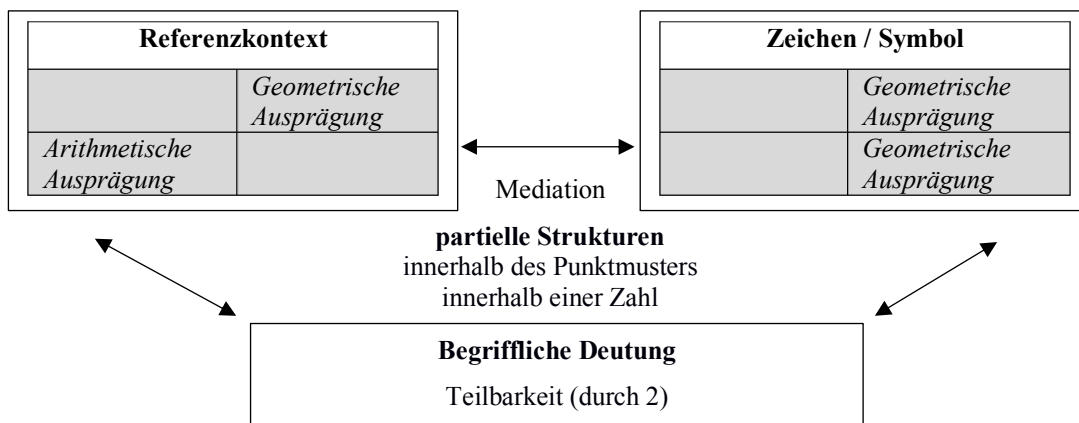 Referenzkontext
Geometrische
Ausprägung
Arithmetische
Ausprägung
Zeichen / Symbol
Geometrische
Ausprägung
Geometrische
Ausprägung
Mediation
partielle Strukturen
innerhalb des Punktmusters
innerhalb einer Zahl
Begriffliche Deutung
Teilbarkeit (durch 2)